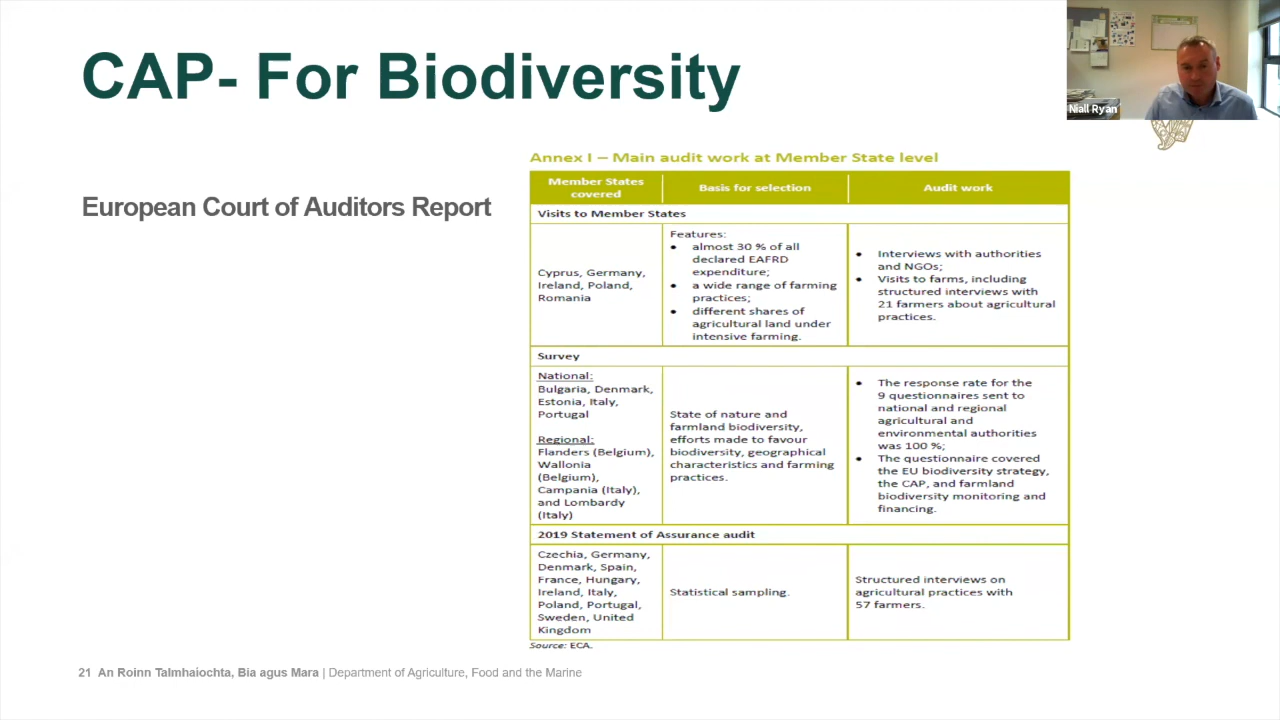 CAP- For Biodiversity
Niall Ryan
European Court of Auditors Report
Annex I – Main audit work at Member State level
Member States
covered
Basis for selection
Audit work
Visits to Member States
Cyprus, Germany,
Ireland, Poland,
Romania
Features:
• almost 30 % of all
declared EAFRD
expenditure;
• a wide range of farming
practices;
• different shares of
agricultural land under
intensive farming.
• Interviews with authorities
and NGOs;
• Visits to farms, including
structured interviews with
21 farmers about agricultural
practices.
Survey
National:
Bulgaria, Denmark,
Estonia, Italy,
Portugal
Regional:
Flanders (Belgium),
Wallonia
(Belgium),
Campania (Italy),
and Lombardy
(Italy)
State of nature and
farmland biodiversity,
efforts made to favour
biodiversity, geographical
characteristics and farming
practices.
• The response rate for the
9 questionnaires sent to
national and regional
agricultural and
environmental authorities
was 100 %;
• The questionnaire covered
the EU biodiversity strategy,
the CAP, and farmland
biodiversity monitoring and
financing.
2019 Statement of Assurance audit
Czechia, Germany,
Denmark, Spain,
France, Hungary,
Ireland, Italy,
Poland, Portugal,
Sweden, United
Kingdom
Statistical sampling.
Structured interviews on
agricultural practices with
57 farmers.
Source: ECA.
21 An Roinn Talmhaíochta, Bia agus Mara | Department of Agriculture, Food and the Marine